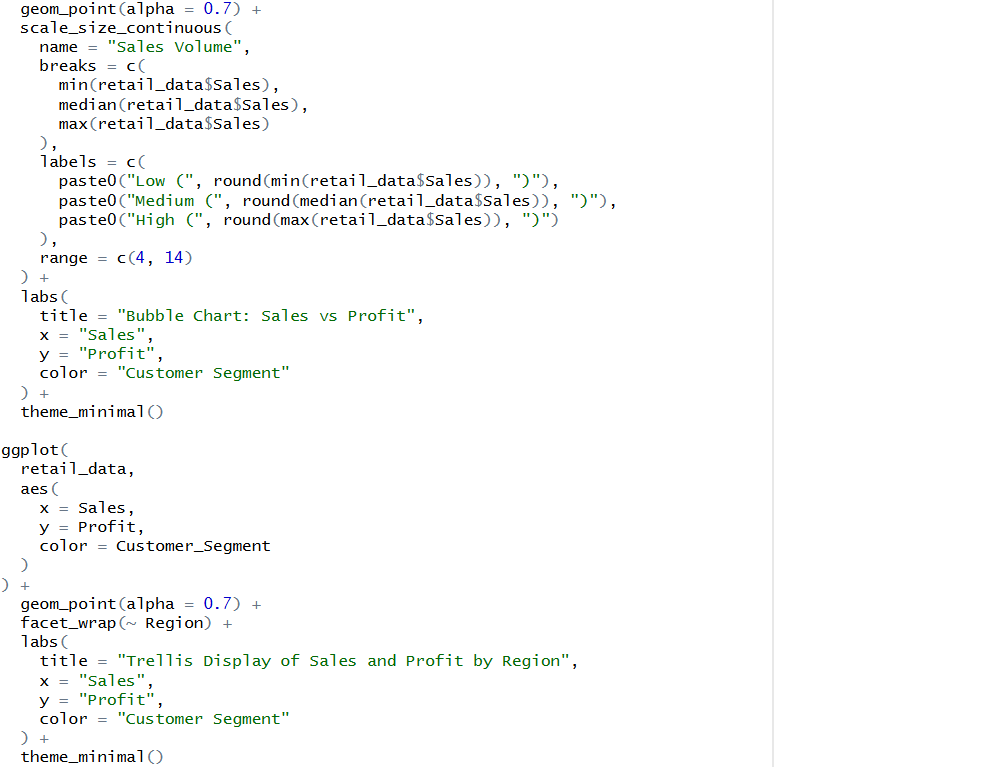 geom_point(alpha = 0.7) +
  scale_size_continuous(
    name = "Sales Volume",
    breaks = c(
      min(retail_data$Sales),
      median(retail_data$Sales),
      max(retail_data$Sales)
    ),
    labels = c(
      paste0("Low (", round(min(retail_data$Sales)), ")"),
      paste0("Medium (", round(median(retail_data$Sales)), ")"),
      paste0("High (", round(max(retail_data$Sales)), ")")
    ),
    range = c(4, 14)
  ) +
  labs(
    title = "Bubble Chart: Sales vs Profit",
    x = "Sales",
    y = "Profit",
    color = "Customer Segment"
  ) +
  theme_minimal()

ggplot(
  retail_data,
  aes(
    x = Sales,
    y = Profit,
    color = Customer_Segment
  )
) +
  geom_point(alpha = 0.7) +
  facet_wrap(~ Region) +
  labs(
    title = "Trellis Display of Sales and Profit by Region",
    x = "Sales",
    y = "Profit",
    color = "Customer Segment"
  ) +
  theme_minimal()